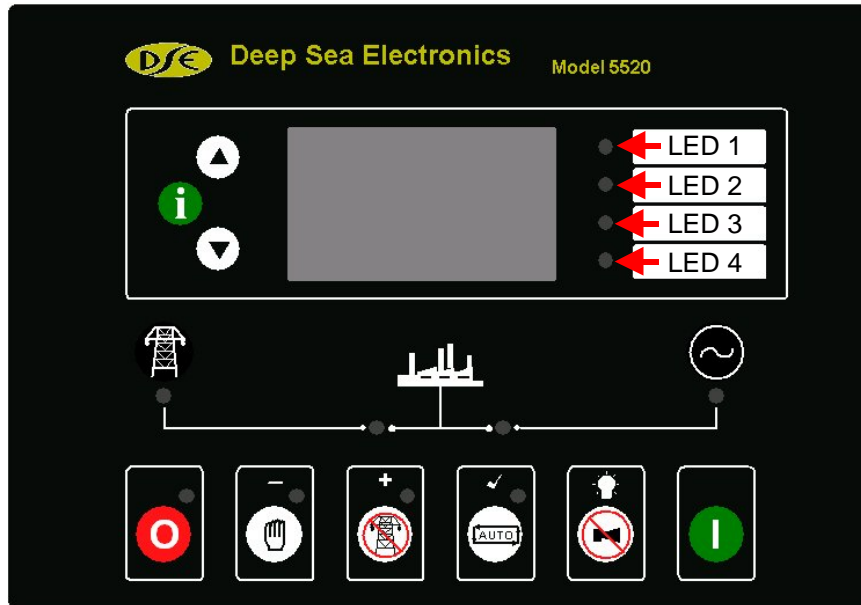 DSE Deep Sea Electronics
Model 5520
LED 1
LED 2
i
LED 3
LED 4
− + ✓
O AUTO I